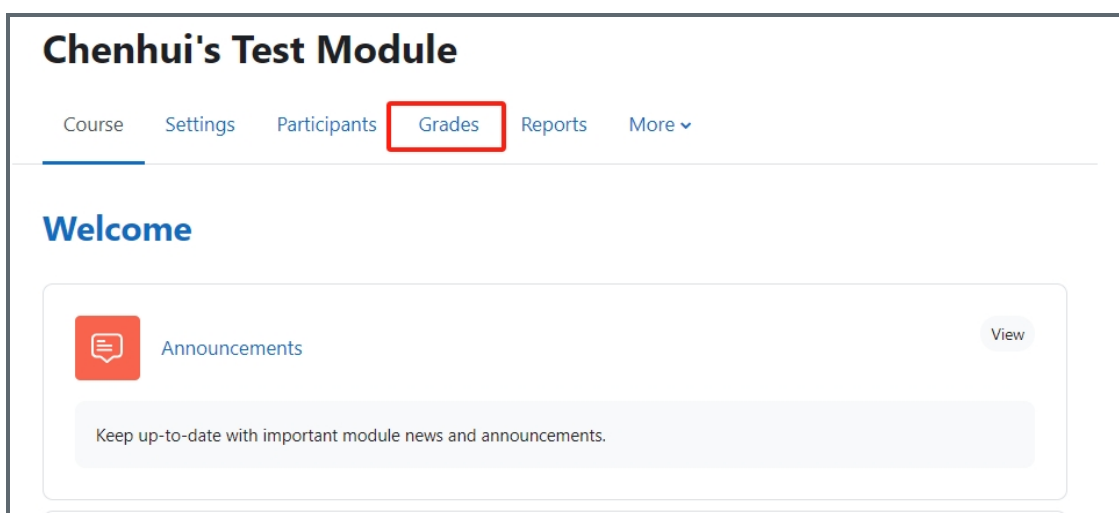 Chenhui's Test Module
Course Settings Participants Grades Reports More
Welcome
Announcements
View
Keep up-to-date with important module news and announcements.